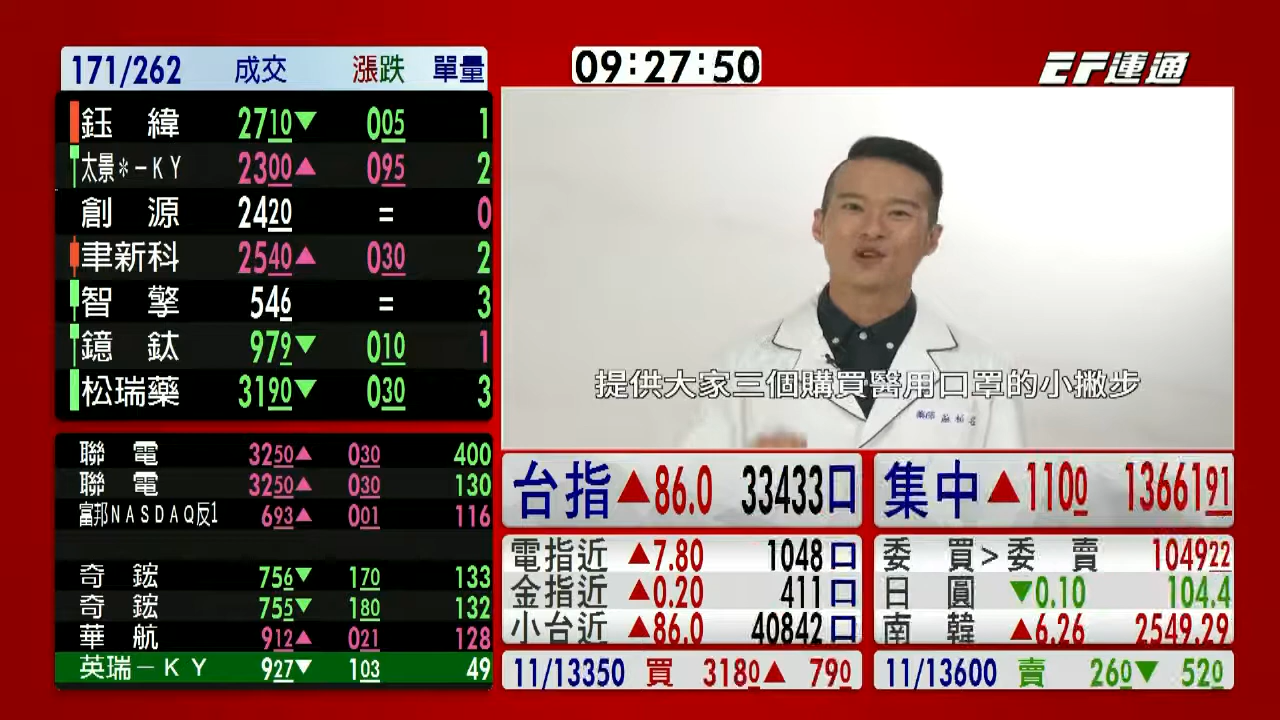 171/262 成交 漲跌 單量
09:27:50
EF運通
鈺緯 2710▼ 005 1
太景*-KY 2300▲ 095 2
創源 2420 = 0
聿新科 2540▲ 030 2
智擎 546 = 3
鐿鈦 979▼ 010 1
松瑞藥 3190▼ 030 3
聯電 3250▲ 030 400
聯電 3250▲ 030 130
富邦NASDAQ反1 693▲ 001 116
奇鋐 756▼ 170 133
奇鋐 755▼ 180 132
華航 912▲ 021 128
英瑞-KY 927▼ 103 49
提供大家三個購買醫用口罩的小撇步
藥師
台指▲86.0 33433口
集中▲1100 1366191
電指近 ▲7.80 1048口
金指近 ▲0.20 411口
小台近 ▲86.0 40842口
委買>委賣 104922
日圓 ▼0.10 104.4
南韓 ▲6.26 2549.29
11/13350 買 3180▲ 790
11/13600 賣 260▼ 520